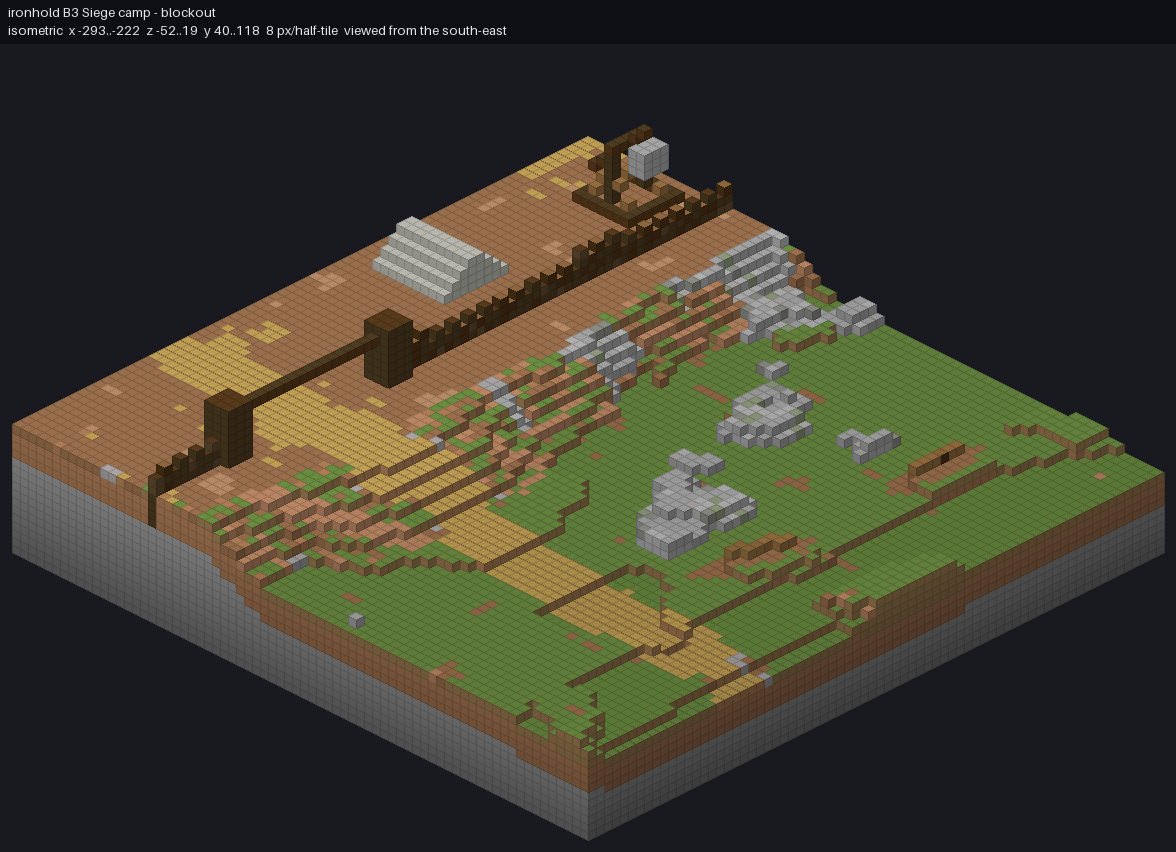 ironhold B3 Siege camp - blockout
isometric  x -293..-222  z -52..19  y 40..118  8 px/half-tile  viewed from the south-east